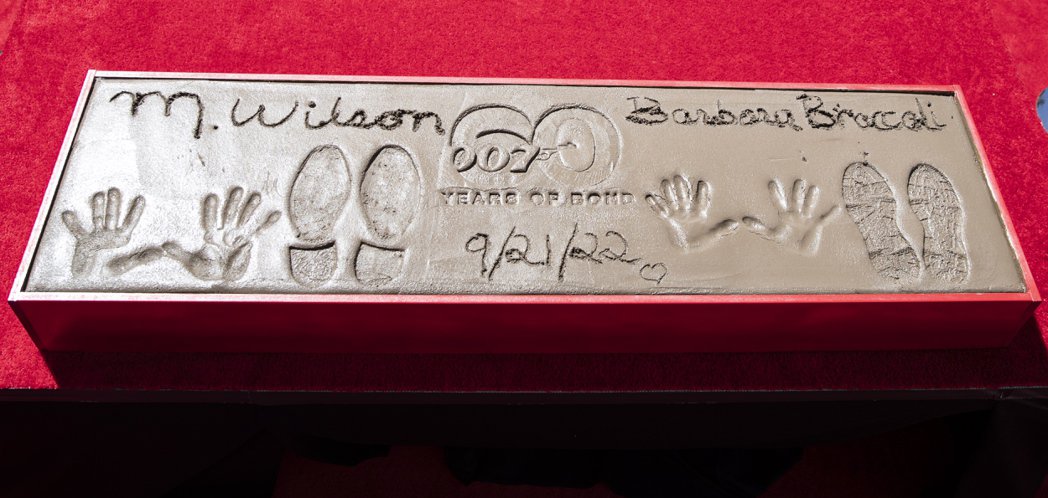 M. Wilson
Barbara Broccoli
60
007
YEARS OF BOND
9/21/22